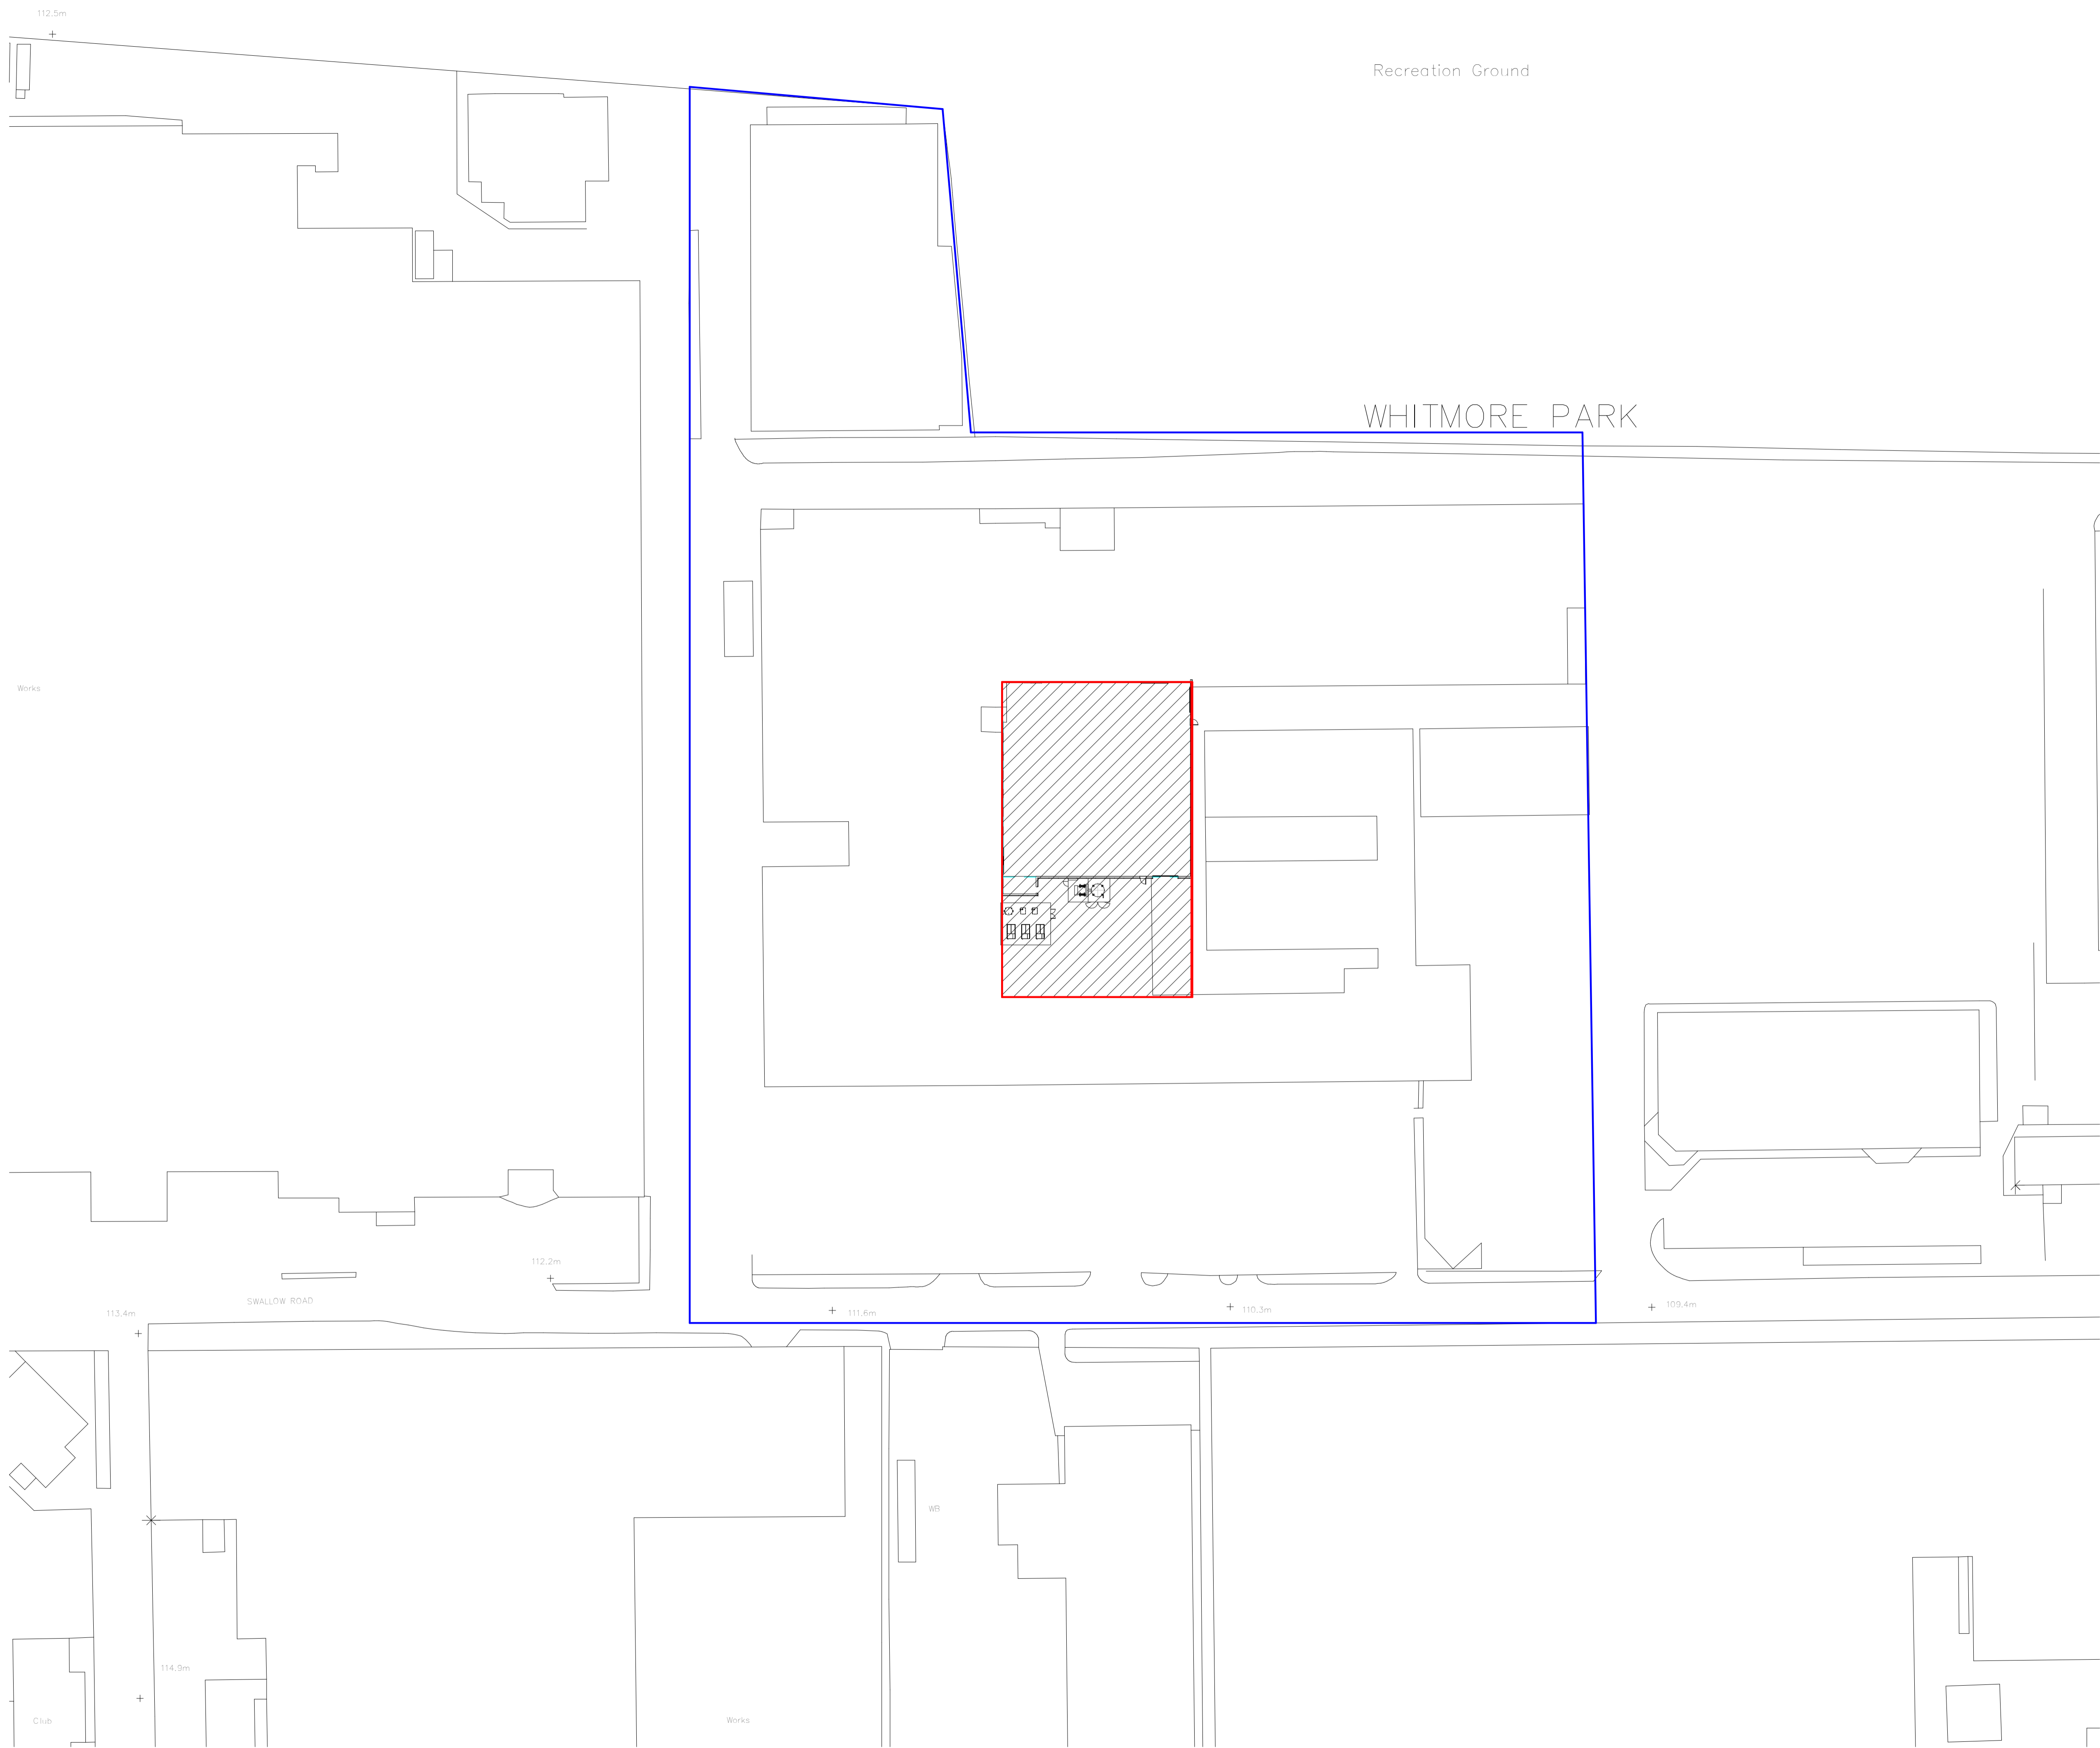 112.5m
Recreation Ground
WHITMORE PARK
Works
112.2m
SWALLOW ROAD
113.4m
111.6m
110.3m
109.4m
WB
114.9m
Club
Works